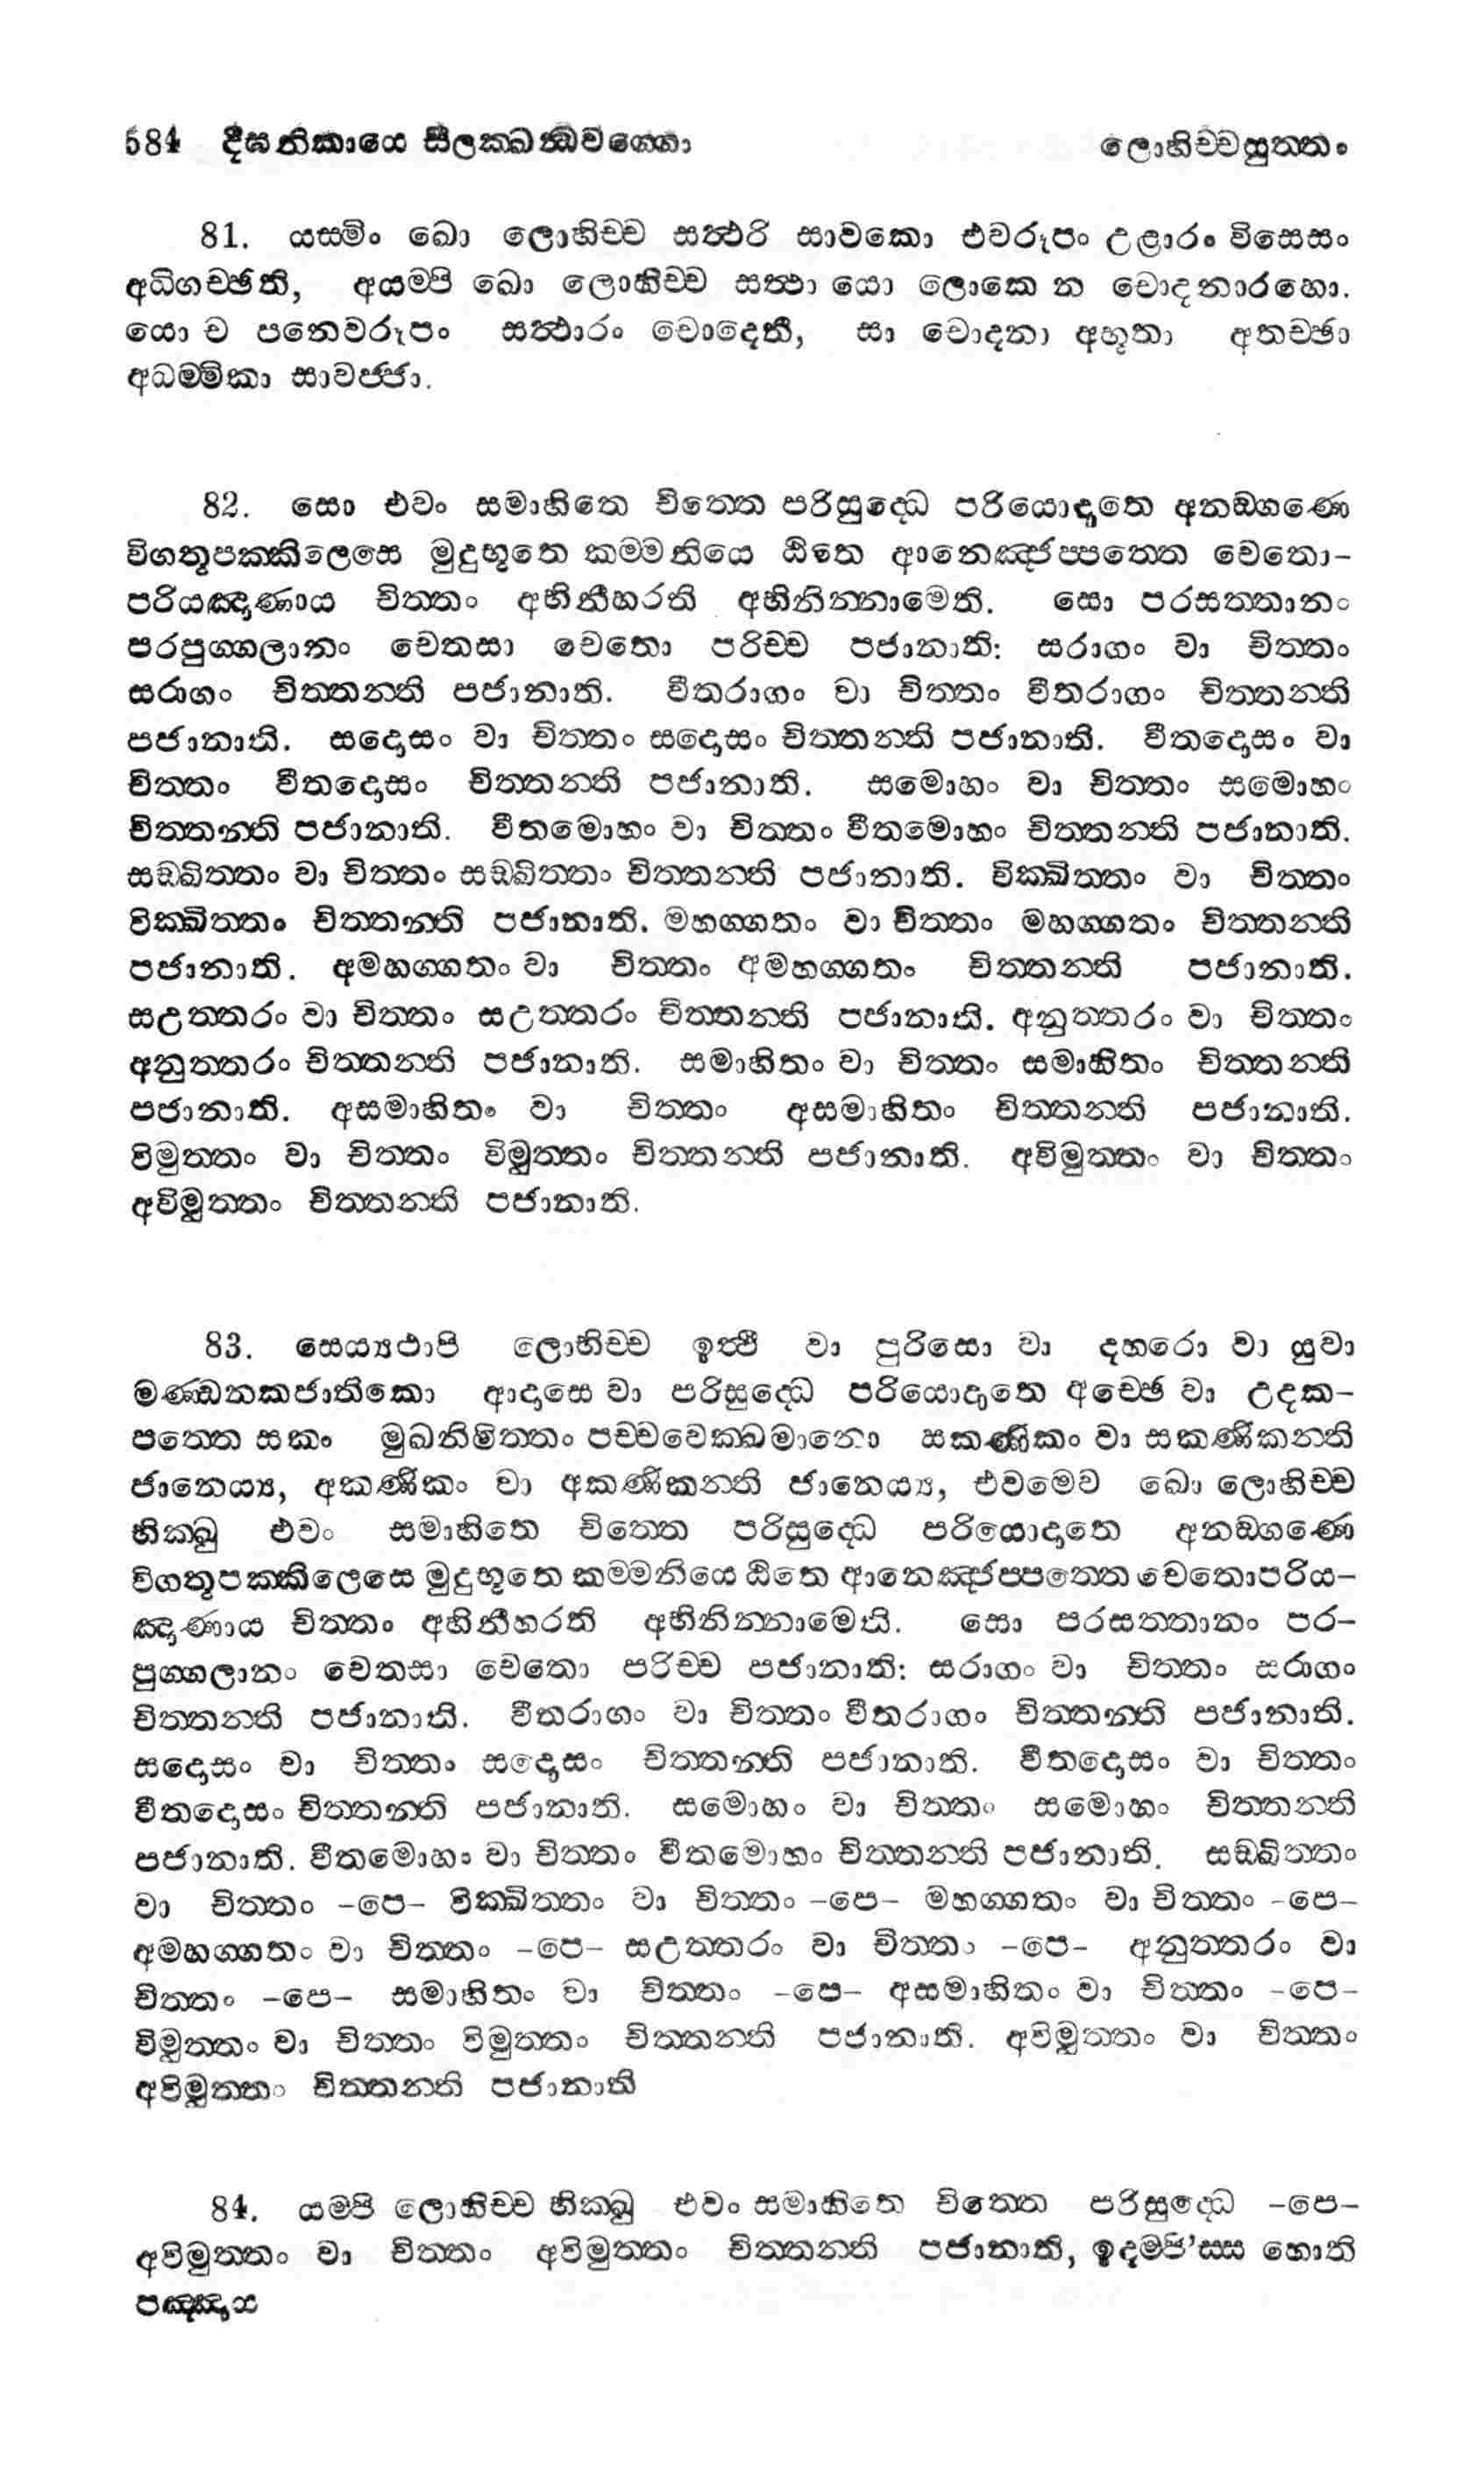 584 දීඝනිකායෙ සීලක්ඛන්ධවග්ගො ලොහිච්චසුත්තං
81. යස්මිං ඛො ලොහිච්ච සත්ථරි සාවකො එවරූපං උළාරං විසෙසං
අධිගච්ඡති, අයම්පි ඛො ලොහිච්ච සත්ථා යො ලොකෙ න චොදනාරහො.
යො ච පනෙවරූපං සත්ථාරං චොදෙති, සා චොදනා අභූතා අතච්ඡා
අධම්මිකා සාවජ්ජා.
82. සො එවං සමාහිතෙ චිත්තෙ පරිසුද්ධෙ පරියොදාතෙ අනඞ්ගණෙ
විගතූපක්කිලෙසෙ මුදුභූතෙ කම්මනියෙ ඨිතෙ ආනෙඤ්ජප්පත්තෙ චෙතො-
පරියඤාණාය චිත්තං අභිනීහරති අභිනින්නාමෙති. සො පරසත්තානං
පරපුග්ගලානං චෙතසා චෙතො පරිච්ච පජානාති: සරාගං වා චිත්තං
සරාගං චිත්තන්ති පජානාති. වීතරාගං වා චිත්තං වීතරාගං චිත්තන්ති
පජානාති. සදොසං වා චිත්තං සදොසං චිත්තන්ති පජානාති. වීතදොසං වා
චිත්තං වීතදොසං චිත්තන්ති පජානාති. සමොහං වා චිත්තං සමොහං
චිත්තන්ති පජානාති. වීතමොහං වා චිත්තං වීතමොහං චිත්තන්ති පජානාති.
සඞ්ඛිත්තං වා චිත්තං සඞ්ඛිත්තං චිත්තන්ති පජානාති. වික්ඛිත්තං වා චිත්තං
වික්ඛිත්තං චිත්තන්ති පජානාති. මහග්ගතං වා චිත්තං මහග්ගතං චිත්තන්ති
පජානාති. අමහග්ගතං වා චිත්තං අමහග්ගතං චිත්තන්ති පජානාති.
සඋත්තරං වා චිත්තං සඋත්තරං චිත්තන්ති පජානාති. අනුත්තරං වා චිත්තං
අනුත්තරං චිත්තන්ති පජානාති. සමාහිතං වා චිත්තං සමාහිතං චිත්තන්ති
පජානාති. අසමාහිතං වා චිත්තං අසමාහිතං චිත්තන්ති පජානාති.
විමුත්තං වා චිත්තං විමුත්තං චිත්තන්ති පජානාති. අවිමුත්තං වා චිත්තං
අවිමුත්තං චිත්තන්ති පජානාති.
83. සෙය්‍යථාපි ලොහිච්ච ඉත්ථී වා පුරිසො වා දහරො වා යුවා
මණ්ඩනකජාතිකො ආදාසෙ වා පරිසුද්ධෙ පරියොදාතෙ අච්ඡෙ වා උදක-
පත්තෙ සකං මුඛනිමිත්තං පච්චවෙක්ඛමානො සකණිකං වා සකණිකන්ති
ජානෙය්‍ය, අකණිකං වා අකණිකන්ති ජානෙය්‍ය, එවමෙව ඛො ලොහිච්ච
භික්ඛු එවං සමාහිතෙ චිත්තෙ පරිසුද්ධෙ පරියොදාතෙ අනඞ්ගණෙ
විගතූපක්කිලෙසෙ මුදුභූතෙ කම්මනියෙ ඨිතෙ ආනෙඤ්ජප්පත්තෙ චෙතොපරිය-
ඤාණාය චිත්තං අභිනීහරති අභිනින්නාමෙති. සො පරසත්තානං පර-
පුග්ගලානං චෙතසා චෙතො පරිච්ච පජානාති: සරාගං වා චිත්තං සරාගං
චිත්තන්ති පජානාති. වීතරාගං වා චිත්තං වීතරාගං චිත්තන්ති පජානාති.
සදොසං වා චිත්තං සදොසං චිත්තන්ති පජානාති. වීතදොසං වා චිත්තං
වීතදොසං චිත්තන්ති පජානාති. සමොහං වා චිත්තං සමොහං චිත්තන්ති
පජානාති. වීතමොහං වා චිත්තං වීතමොහං චිත්තන්ති පජානාති. සඞ්ඛිත්තං
වා චිත්තං -පෙ- වික්ඛිත්තං වා චිත්තං -පෙ- මහග්ගතං වා චිත්තං -පෙ-
අමහග්ගතං වා චිත්තං -පෙ- සඋත්තරං වා චිත්තං -පෙ- අනුත්තරං වා
චිත්තං -පෙ- සමාහිතං වා චිත්තං -පෙ- අසමාහිතං වා චිත්තං -පෙ-
විමුත්තං වා චිත්තං විමුත්තං චිත්තන්ති පජානාති. අවිමුත්තං වා චිත්තං
අවිමුත්තං චිත්තන්ති පජානාති
84. යම්පි ලොහිච්ච භික්ඛු එවං සමාහිතෙ චිත්තෙ පරිසුද්ධෙ -පෙ-
අවිමුත්තං වා චිත්තං අවිමුත්තං චිත්තන්ති පජානාති, ඉදම්පි'ස්ස හොති
පඤ්ඤාය